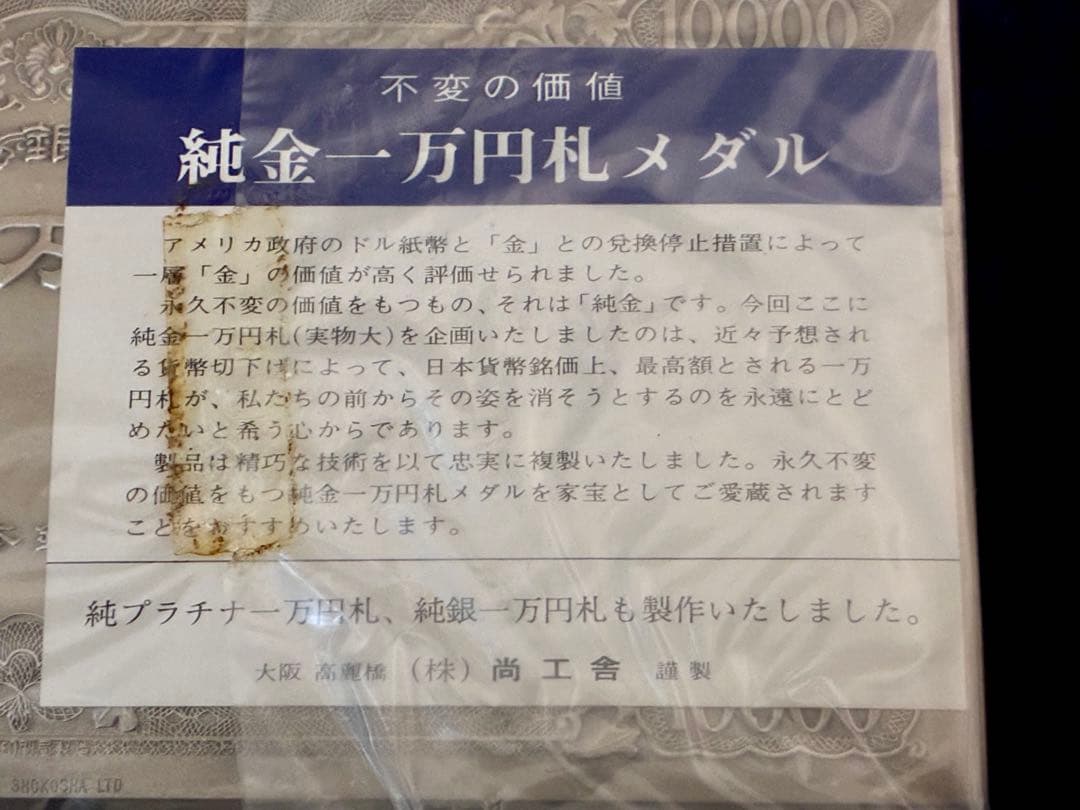 10000
銀
不変の価値
純金一万円札メダル
アメリカ政府のドル紙幣と「金」との兌換停止措置によって
一層「金」の価値が高く評価せられました。
永久不変の価値をもつもの、それは「純金」です。今回ここに
純金一万円札(実物大)を企画いたしましたのは、近々予想され
る貨幣切下げによって、日本貨幣銘価上、最高額とされる一万
円札が、私たちの前からその姿を消そうとするのを永遠にとど
めたいと希う心からであります。
製品は精巧な技術を以て忠実に複製いたしました。永久不変
の価値をもつ純金一万円札メダルを家宝としてご愛蔵されます
ことをおすすめいたします。
純プラチナ一万円札、純銀一万円札も製作いたしました。
大阪 高麗橋 (株) 尚工舎 謹製
10000
SHOKOSHA LTD